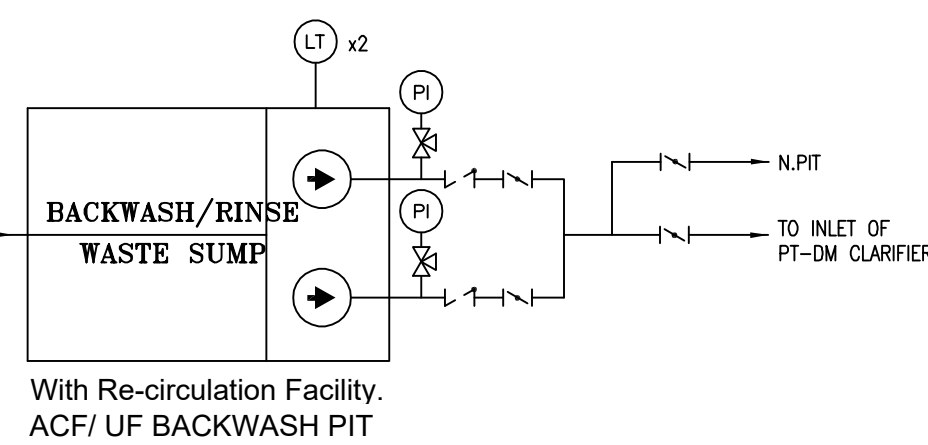 LT x2
PI
N.PIT
BACKWASH/RINSE
PI
TO INLET OF
PT-DM CLARIFIER
WASTE SUMP
With Re-circulation Facility.
ACF/ UF BACKWASH PIT